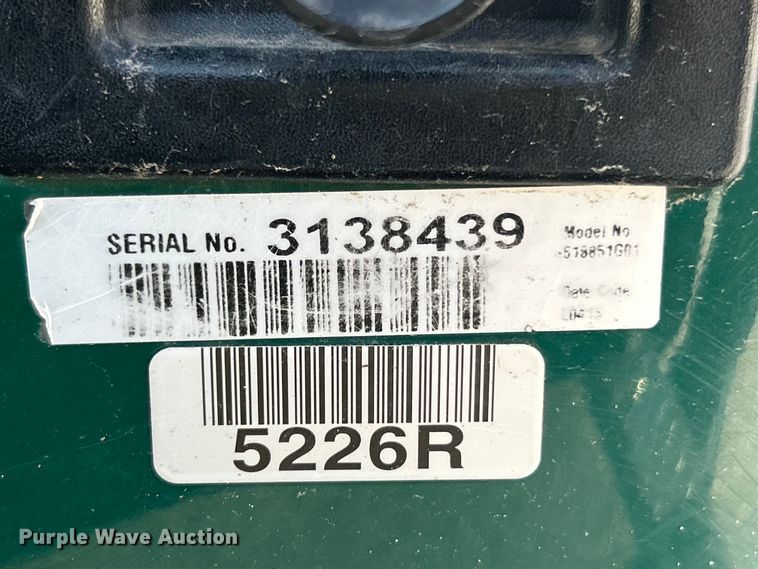 SERIAL No. 3138439
Model No
618851G01
Date Code
5226R
Purple Wave Auction